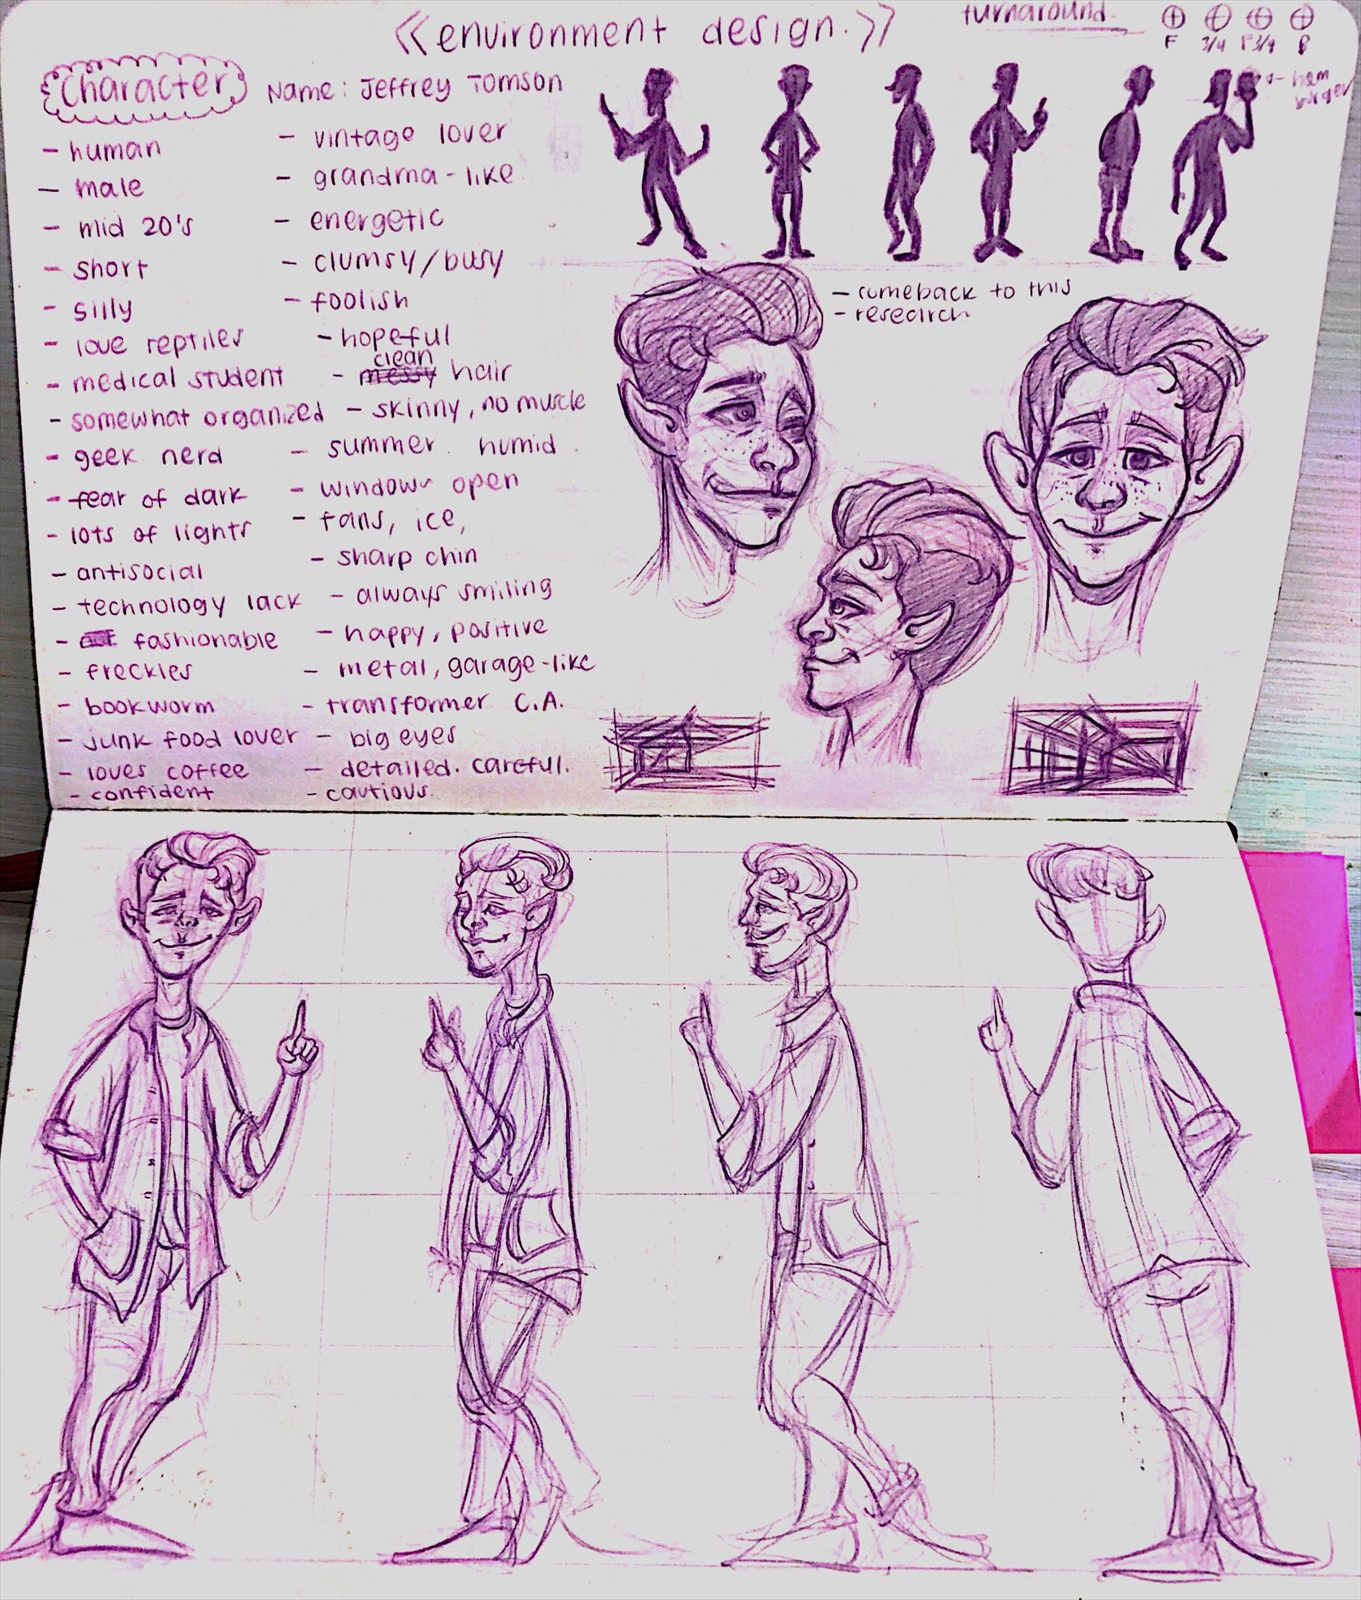 <<environment design.>>
turnaround.
F 3/4 P 3/4 B
Character
Name: Jeffrey Tomson
- human
- male
- mid 20's
- short
- silly
- love reptiles
- medical student
- somewhat organized
- geek nerd
- fear of dark
- lots of lights
- antisocial
- technology lack
- fashionable
- freckles
- bookworm
- junk food lover
- loves coffee
- confident
- vintage lover
- grandma-like
- energetic
- clumsy/busy
- foolish
- hopeful
clean
- messy hair
- skinny, no muscle
- summer. humid.
- window open
- fans, ice,
- sharp chin
- always smiling
- happy, positive
- metal, garage-like
- transformer C.A.
- big eyes
- detailed. careful.
- cautious.
- ham
burger
- comeback to this
- research